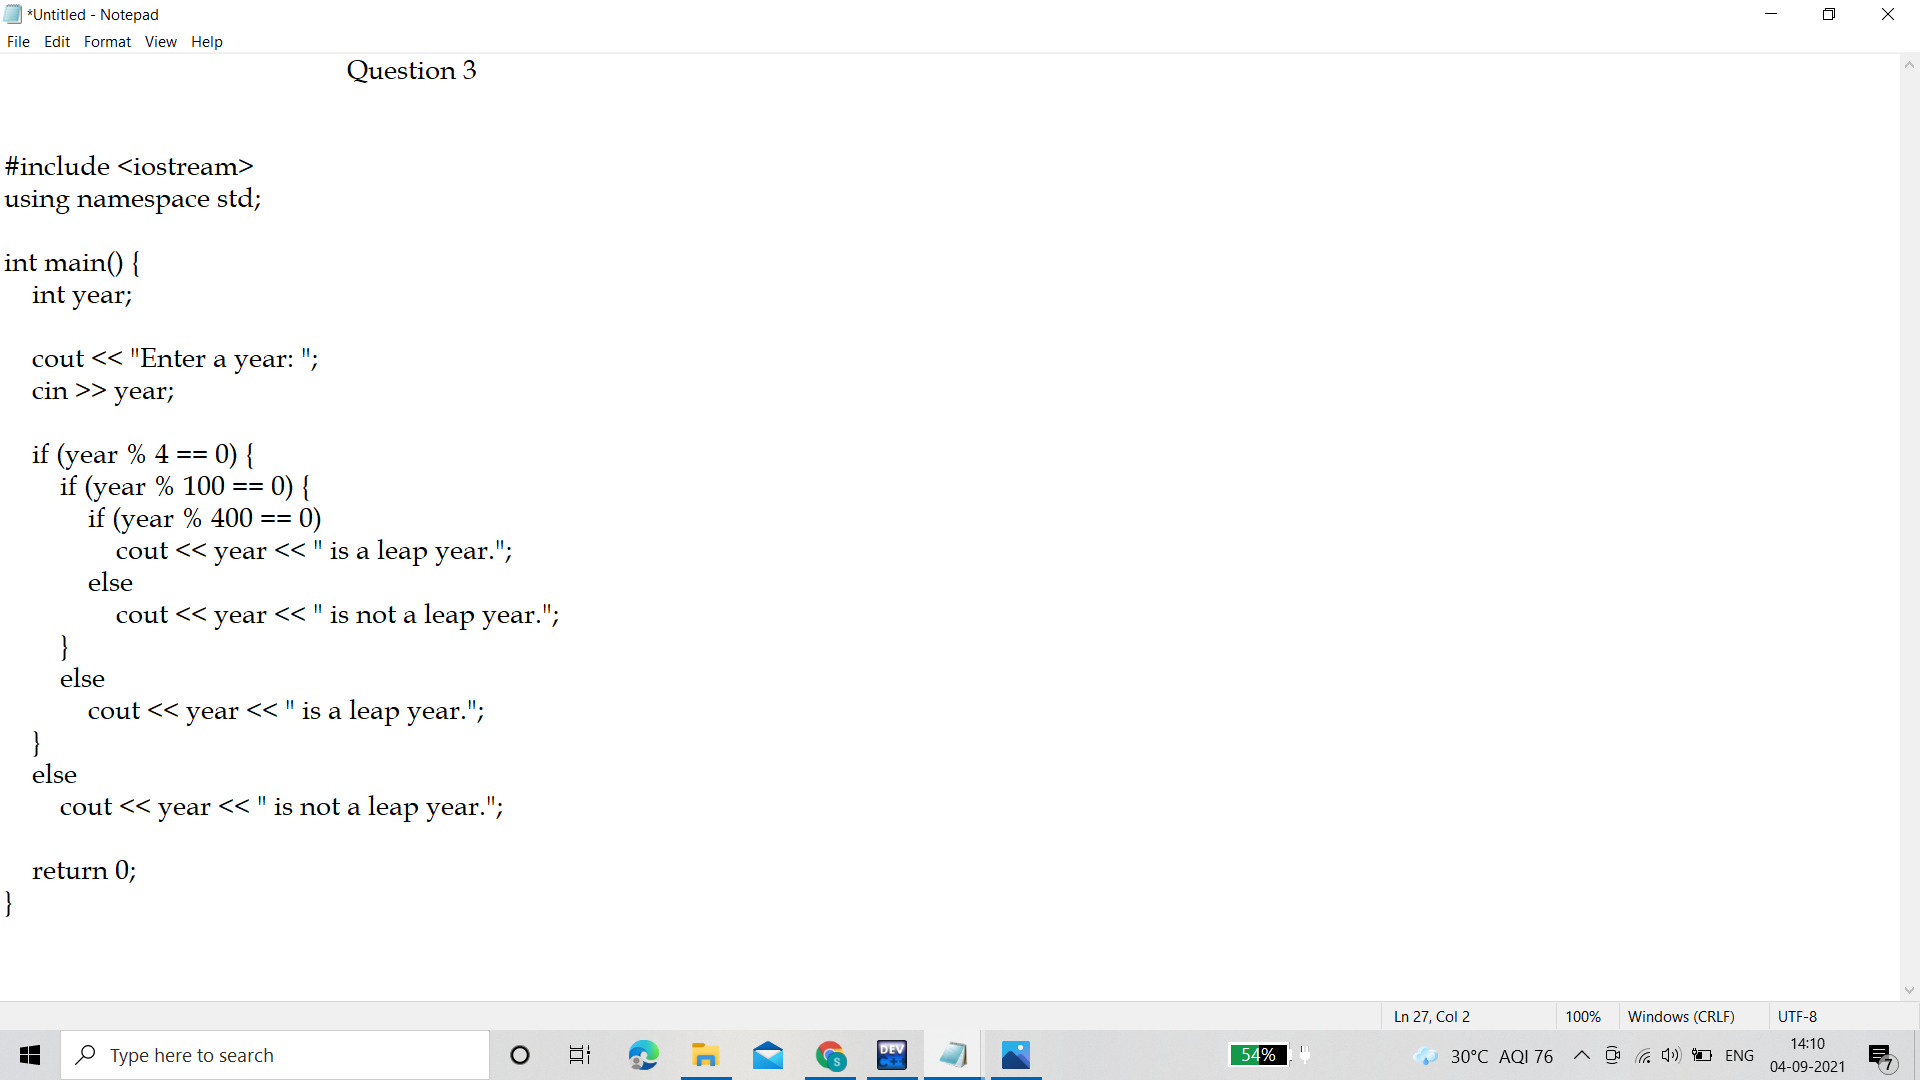 *Untitled - Notepad
File Edit Format View Help
Question 3
#include <iostream>
using namespace std;
int main() {
int year;
cout << "Enter a year: ";
cin >> year;
if (year % 4 == 0) {
if (year % 100 == 0) {
if (year % 400 == 0)
cout << year << " is a leap year.";
else
cout << year << " is not a leap year.";
}
else
cout << year << " is a leap year.";
}
else
cout << year << " is not a leap year.";
return 0;
}
Ln 27, Col 2 100% Windows (CRLF) UTF-8
Type here to search
S
DEV C++
54%
30°C AQI 76
ENG
14:10
04-09-2021
7